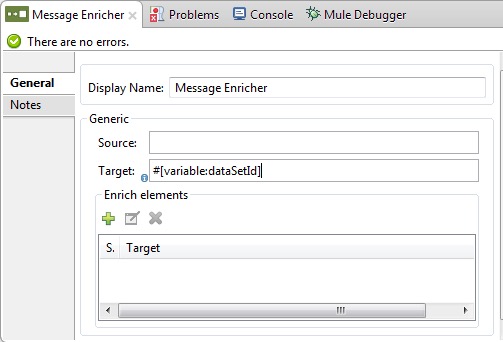 Message Enricher Problems Console Mule Debugger
There are no errors.
General
Notes
Display Name: Message Enricher
Generic
Source:
Target: #[variable:dataSetId]
Enrich elements
S. Target